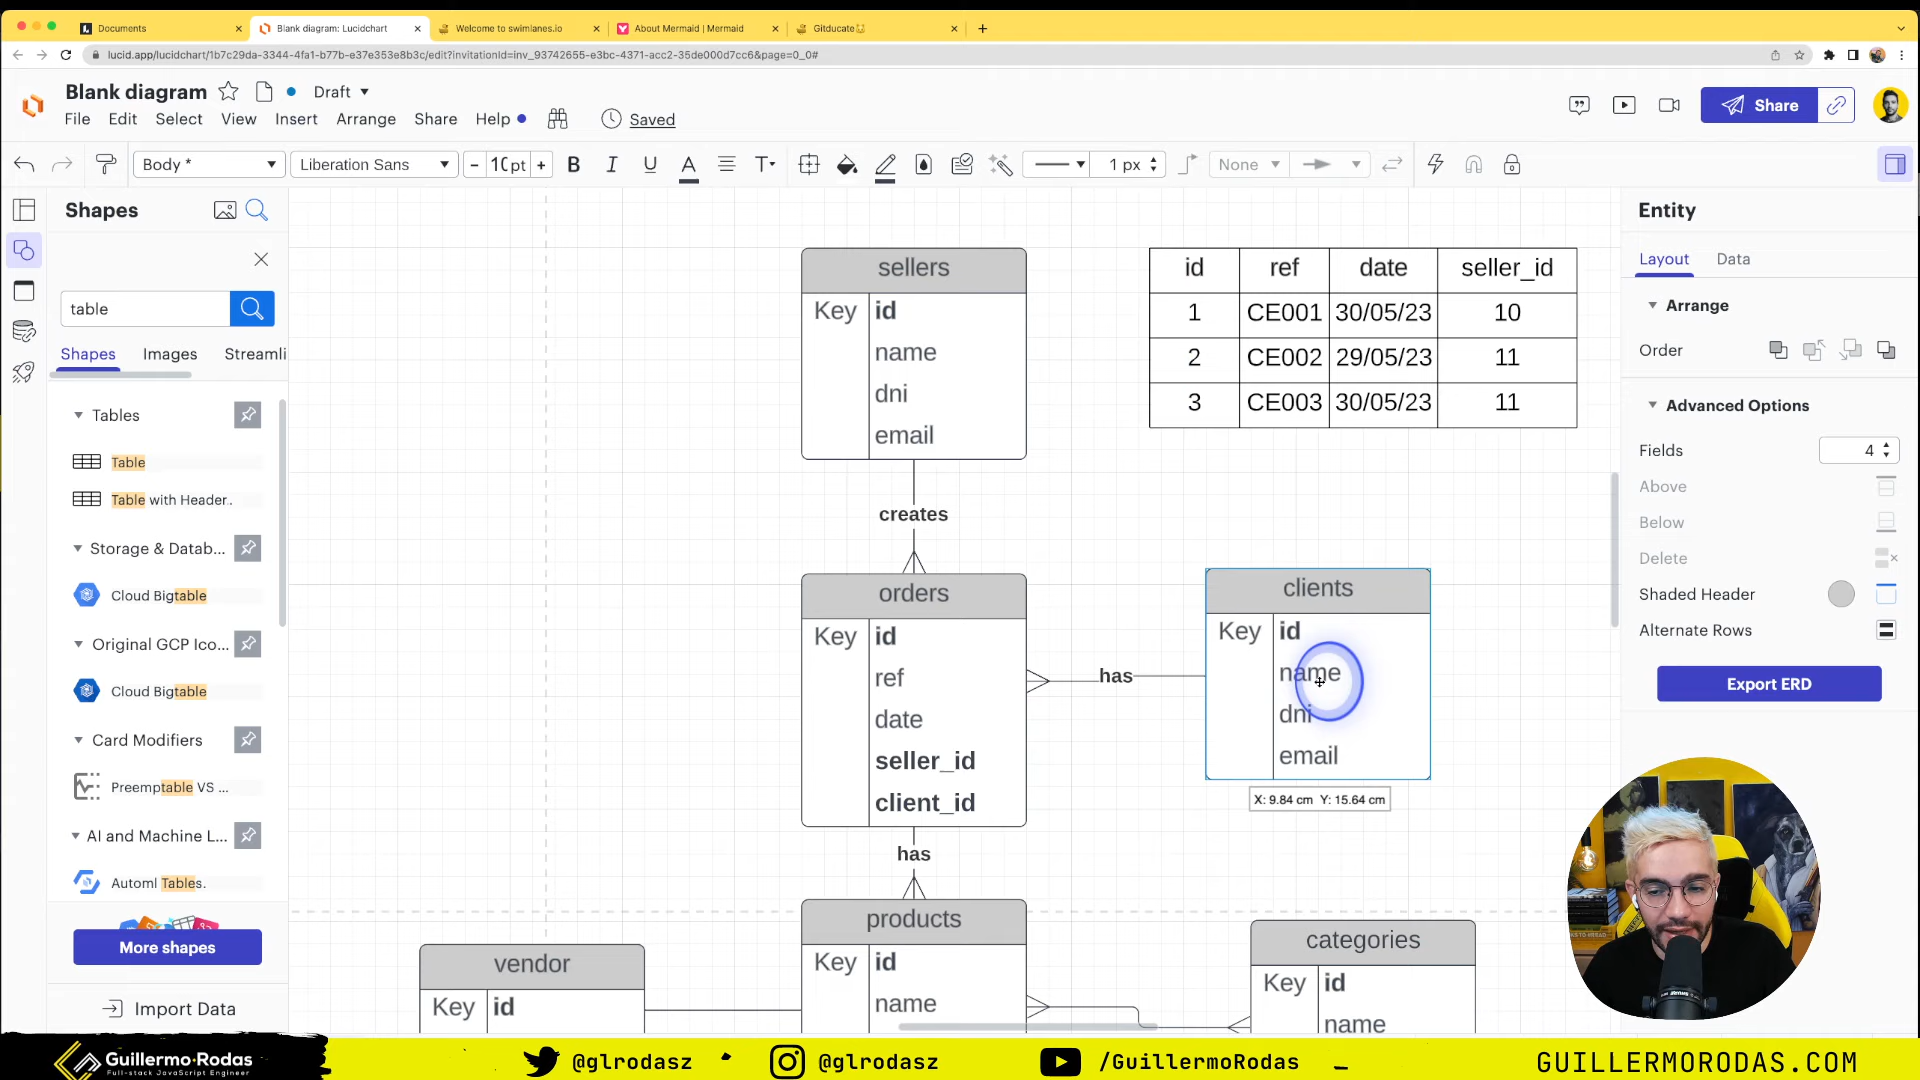 Documents
Blank diagram: Lucidchart
Welcome to swimlanes.io
About Mermaid | Mermaid
Gitducate
lucid.app/lucidchart/1b7c29da-3344-4fa1-b77b-e37e353e8b3c/edit?invitationId=inv_93742655-e3bc-4371-acc2-35de000d7cc6&page=0_0#
Blank diagram
Draft
File Edit Select View Insert Arrange Share Help
Saved
Share
Body *
Liberation Sans
10 pt
B I U A T
1 px
None
Shapes
table
Shapes Images Streamli
Tables
Table
Table with Header..
Storage & Datab...
Cloud Bigtable
Original GCP Ico...
Cloud Bigtable
Card Modifiers
Preemptable VS ...
AI and Machine L...
Automl Tables.
More shapes
Import Data
sellers
Key id
name
dni
email
creates
id ref date seller_id
1 CE001 30/05/23 10
2 CE002 29/05/23 11
3 CE003 30/05/23 11
orders
Key id
ref
date
seller_id
client_id
has
clients
Key id
name
dni
email
X: 9.84 cm Y: 15.64 cm
has
products
Key id
name
vendor
Key id
categories
Key id
name
Entity
Layout Data
Arrange
Order
Advanced Options
Fields 4
Above
Below
Delete
Shaded Header
Alternate Rows
Export ERD
Guillermo Rodas
Full-stack JavaScript Engineer
@glrodasz
@glrodasz
/GuillermoRodas
GUILLERMORODAS.COM